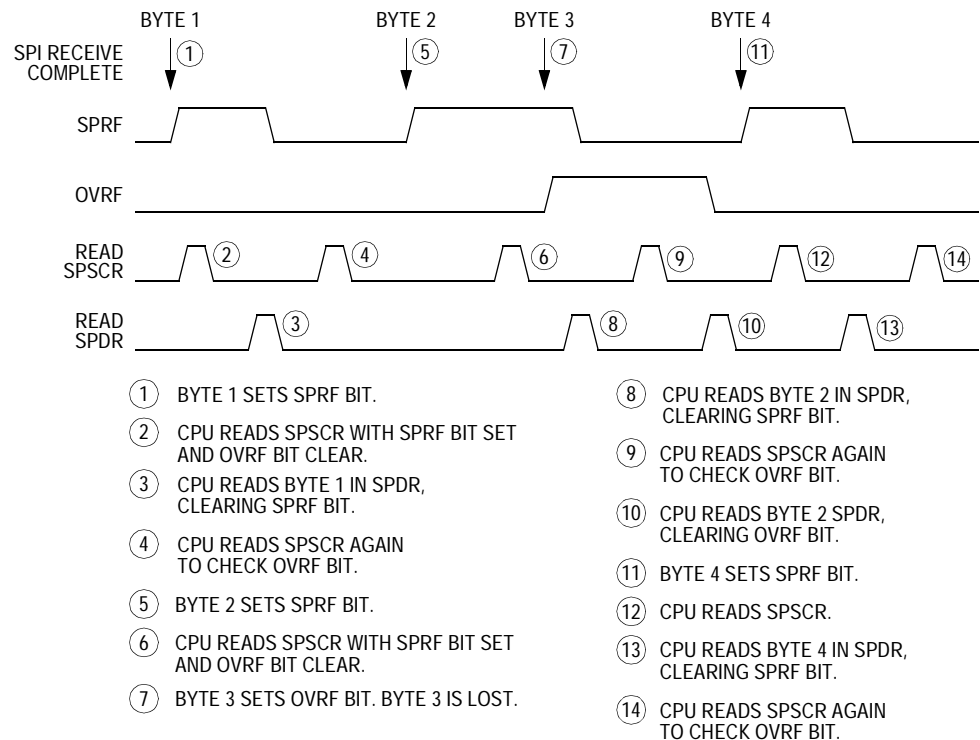 BYTE 1
BYTE 2
BYTE 3
BYTE 4
SPI RECEIVE
COMPLETE
1
5
7
11
SPRF
OVRF
READ
SPSCR
2
4
6
9
12
14
READ
SPDR
3
8
10
13
1 BYTE 1 SETS SPRF BIT.
2 CPU READS SPSCR WITH SPRF BIT SET
AND OVRF BIT CLEAR.
3 CPU READS BYTE 1 IN SPDR,
CLEARING SPRF BIT.
4 CPU READS SPSCR AGAIN
TO CHECK OVRF BIT.
5 BYTE 2 SETS SPRF BIT.
6 CPU READS SPSCR WITH SPRF BIT SET
AND OVRF BIT CLEAR.
7 BYTE 3 SETS OVRF BIT. BYTE 3 IS LOST.
8 CPU READS BYTE 2 IN SPDR,
CLEARING SPRF BIT.
9 CPU READS SPSCR AGAIN
TO CHECK OVRF BIT.
10 CPU READS BYTE 2 SPDR,
CLEARING OVRF BIT.
11 BYTE 4 SETS SPRF BIT.
12 CPU READS SPSCR.
13 CPU READS BYTE 4 IN SPDR,
CLEARING SPRF BIT.
14 CPU READS SPSCR AGAIN
TO CHECK OVRF BIT.